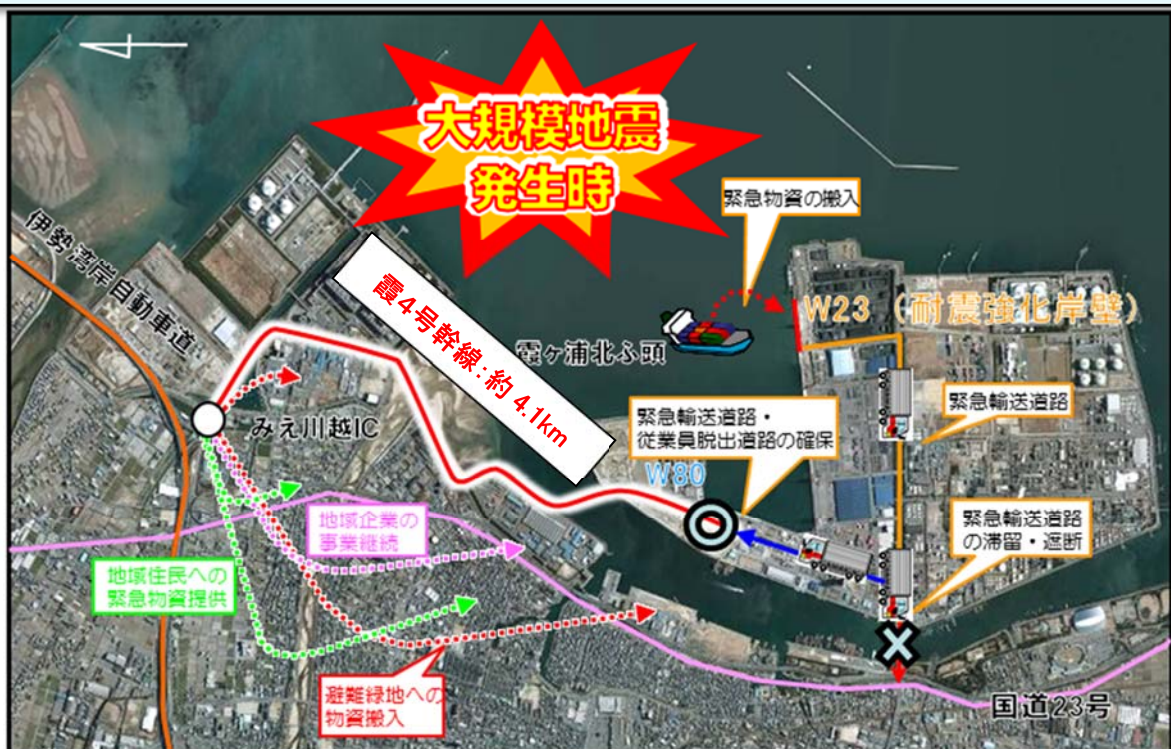 大規模地震
発生時
緊急物資の搬入
伊勢湾岸自動車道
霞4号幹線:約 4.1km
W23(耐震強化岸壁)
霞ヶ浦北ふ頭
緊急輸送道路・
従業員脱出道路の確保
緊急輸送道路
みえ川越IC
W80
地域企業の
事業継続
緊急輸送道路
の滞留・遮断
地域住民への
緊急物資提供
避難緑地への
物資搬入
国道23号